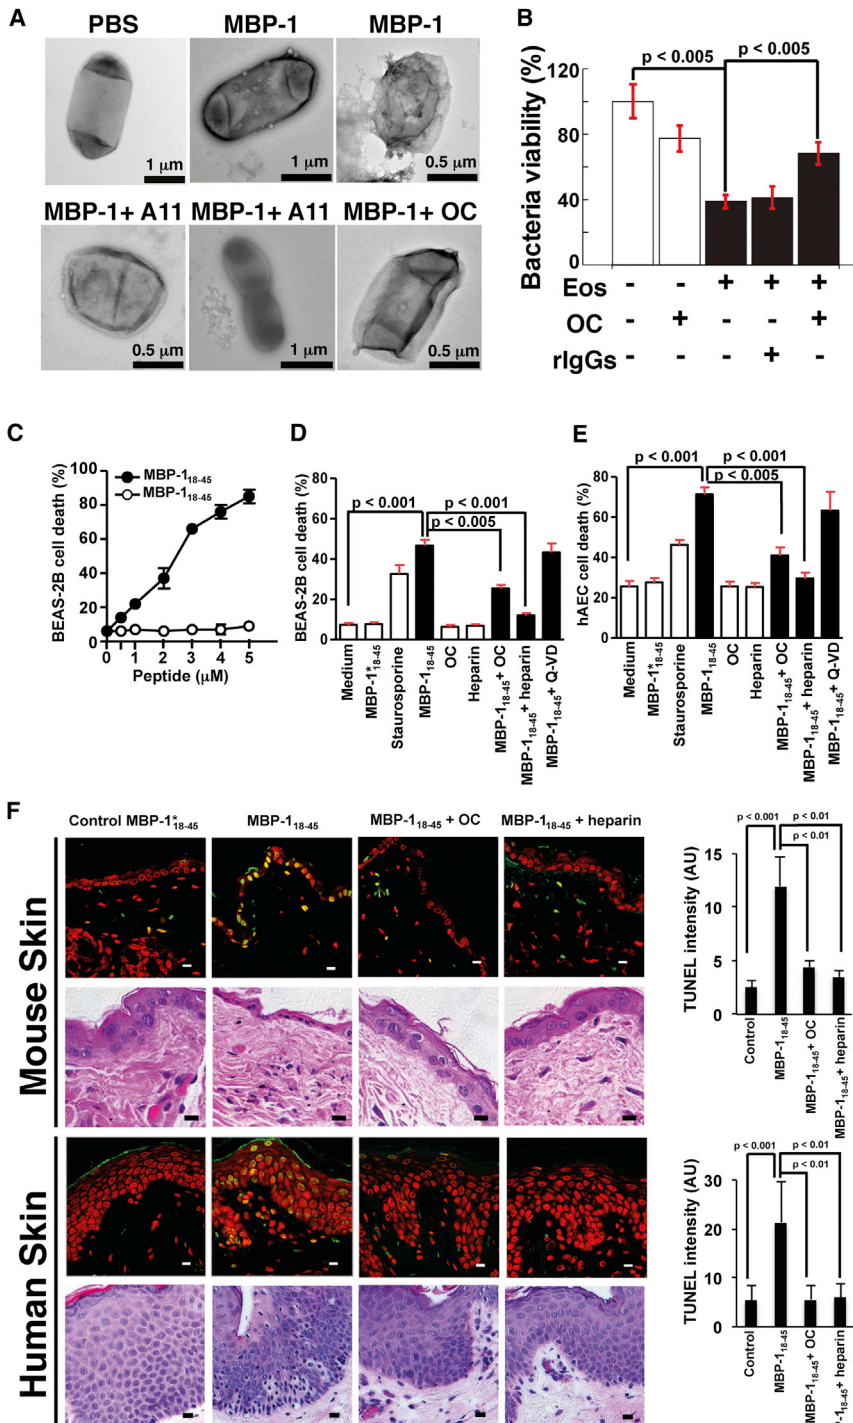 A
PBS
MBP-1
MBP-1
1 µm
1 µm
0.5 µm
MBP-1+ A11
MBP-1+ A11
MBP-1+ OC
0.5 µm
1 µm
0.5 µm
B
p < 0.005
p < 0.005
Bacteria viability (%)
120
80
40
0
Eos - - + + +
OC - + - - +
rIgGs - - - + -
C
BEAS-2B cell death (%)
100
80
60
40
20
0
MBP-118-45
MBP-118-45
0 1 2 3 4 5
Peptide (µM)
D
BEAS-2B cell death (%)
80
60
40
20
0
p < 0.001
p < 0.001
p < 0.005
Medium
MBP-1*18-45
Staurosporine
MBP-118-45
OC
Heparin
MBP-118-45+ OC
MBP-118-45+ heparin
MBP-118-45+ Q-VD
E
hAEC cell death (%)
80
60
40
20
0
p < 0.001
p < 0.001
p < 0.005
Medium
MBP-1*18-45
Staurosporine
MBP-118-45
OC
Heparin
MBP-118-45+ OC
MBP-118-45+ heparin
MBP-118-45+ Q-VD
F
Control MBP-1*18-45
MBP-118-45
MBP-118-45 + OC
MBP-118-45 + heparin
Mouse Skin
Human Skin
p < 0.001
p < 0.01
p < 0.01
TUNEL intensity (AU)
15
10
5
0
Control
MBP-118-45
MBP-118-45+ OC
MBP-118-45+ heparin
p < 0.001
p < 0.01
p < 0.01
TUNEL intensity (AU)
30
20
10
0
Control
MBP-118-45
MBP-118-45+ OC
P-118-45+ heparin